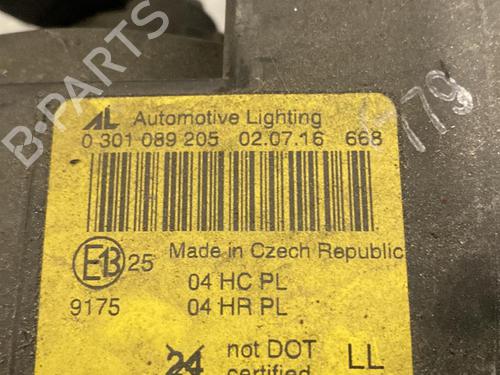 B-PARTS
179
AL Automotive Lighting
0 301 089 205 02.07.16 668
E13 25 Made in Czech Republic
04 HC PL
9175 04 HR PL
24 not DOT LL
certified